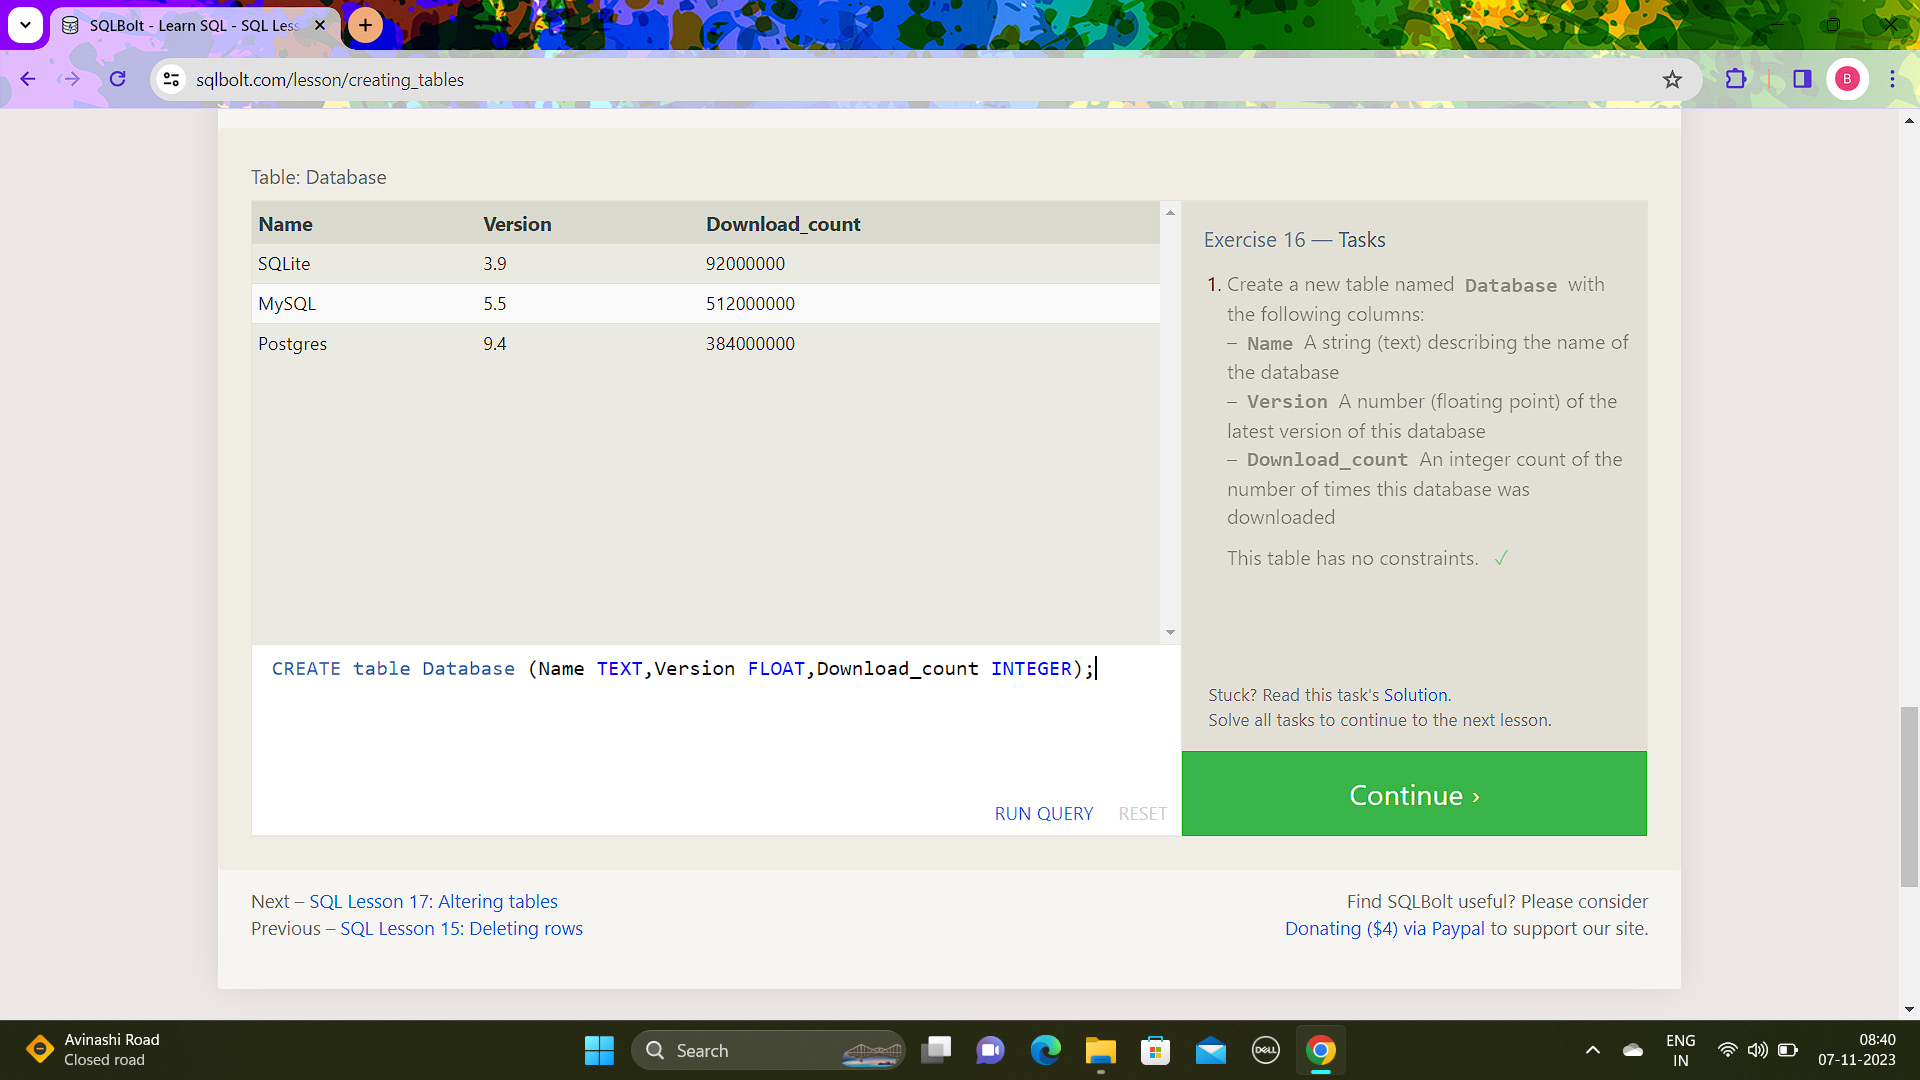 SQLBolt - Learn SQL - SQL Less
sqlbolt.com/lesson/creating_tables
B
Table: Database
Name Version Download_count
SQLite 3.9 92000000
MySQL 5.5 512000000
Postgres 9.4 384000000
CREATE table Database (Name TEXT,Version FLOAT,Download_count INTEGER);
RUN QUERY RESET
Exercise 16 — Tasks
1. Create a new table named Database with
the following columns:
– Name A string (text) describing the name of
the database
– Version A number (floating point) of the
latest version of this database
– Download_count An integer count of the
number of times this database was
downloaded
This table has no constraints. ✓
Stuck? Read this task's Solution.
Solve all tasks to continue to the next lesson.
Continue ›
Next – SQL Lesson 17: Altering tables
Previous – SQL Lesson 15: Deleting rows
Find SQLBolt useful? Please consider
Donating ($4) via Paypal to support our site.
Avinashi Road
Closed road
Search
DELL
ENG
IN
08:40
07-11-2023